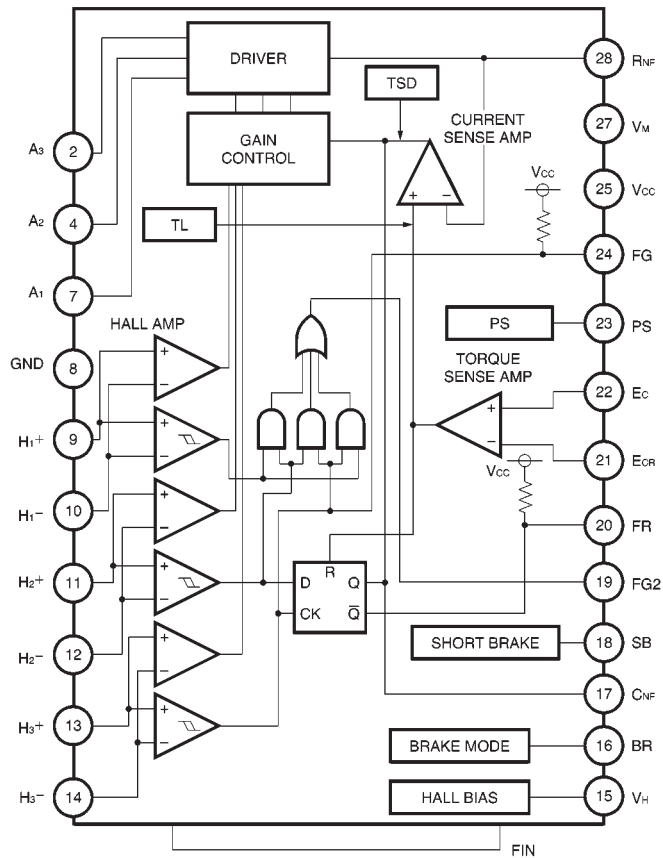 DRIVER
28 RNF
TSD
CURRENT
SENSE AMP
27 VM
GAIN
CONTROL
A3 2
+ −
VCC
25 VCC
TL
A2 4
24 FG
A1 7
HALL AMP
PS
23 PS
GND 8
+
−
TORQUE
SENSE AMP
22 EC
+
−
H1+ 9
+
−
VCC
21 ECR
H1− 10
+
−
20 FR
H2+ 11
+
−
R
D Q
CK Q̅
19 FG2
H2− 12
+
−
SHORT BRAKE
18 SB
17 CNF
H3+ 13
+
−
BRAKE MODE
16 BR
H3− 14
HALL BIAS
15 VH
FIN